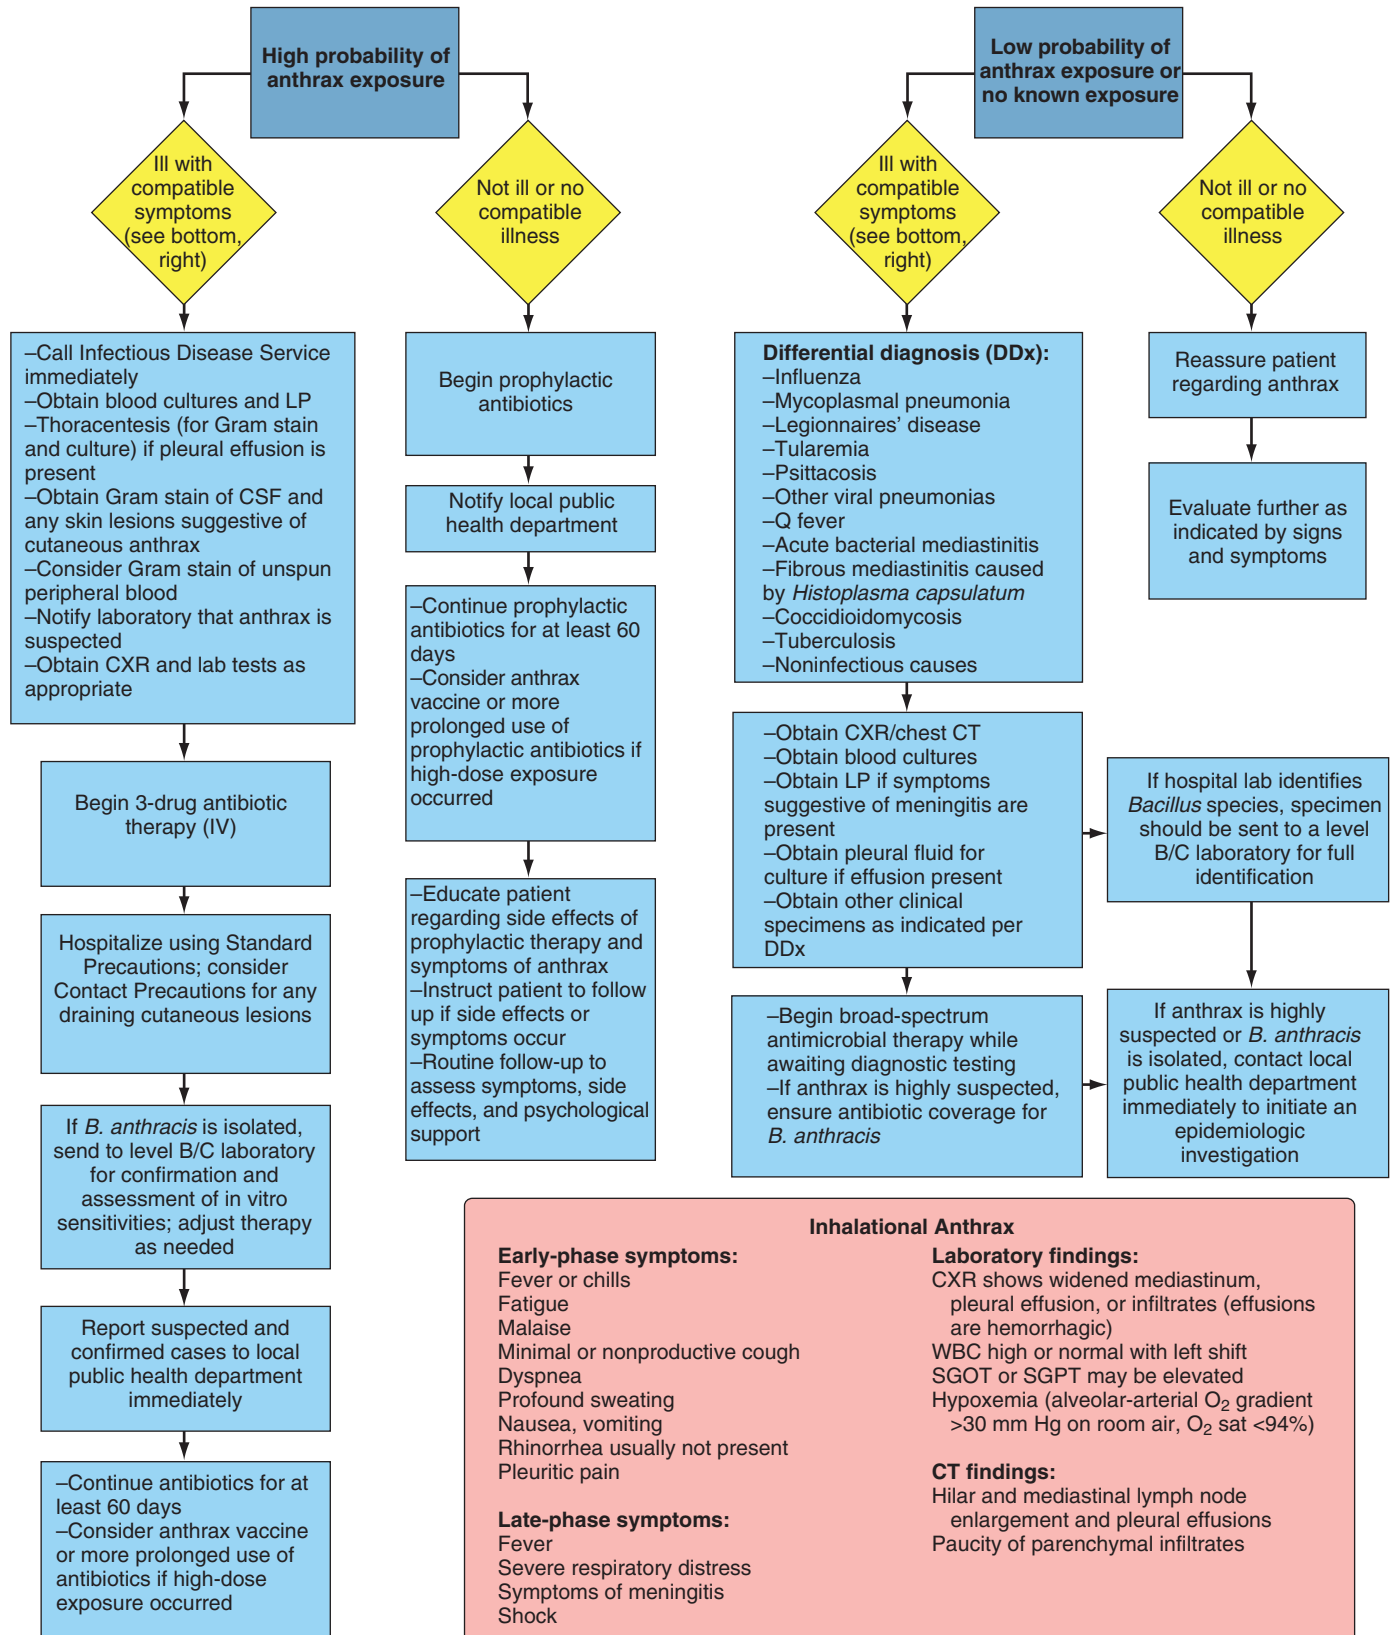 High probability of
anthrax exposure
Ill with
compatible
symptoms
(see bottom,
right)
Not ill or no
compatible
illness
–Call Infectious Disease Service
immediately
–Obtain blood cultures and LP
–Thoracentesis (for Gram stain
and culture) if pleural effusion is
present
–Obtain Gram stain of CSF and
any skin lesions suggestive of
cutaneous anthrax
–Consider Gram stain of unspun
peripheral blood
–Notify laboratory that anthrax is
suspected
–Obtain CXR and lab tests as
appropriate
Begin 3-drug antibiotic
therapy (IV)
Hospitalize using Standard
Precautions; consider
Contact Precautions for any
draining cutaneous lesions
If B. anthracis is isolated,
send to level B/C laboratory
for confirmation and
assessment of in vitro
sensitivities; adjust therapy
as needed
Report suspected and
confirmed cases to local
public health department
immediately
–Continue antibiotics for at
least 60 days
–Consider anthrax vaccine
or more prolonged use of
antibiotics if high-dose
exposure occurred
Begin prophylactic
antibiotics
Notify local public
health department
–Continue prophylactic
antibiotics for at least 60
days
–Consider anthrax
vaccine or more
prolonged use of
prophylactic antibiotics if
high-dose exposure
occurred
–Educate patient
regarding side effects of
prophylactic therapy and
symptoms of anthrax
–Instruct patient to follow
up if side effects or
symptoms occur
–Routine follow-up to
assess symptoms, side
effects, and psychological
support
Low probability of
anthrax exposure or
no known exposure
Ill with
compatible
symptoms
(see bottom,
right)
Not ill or no
compatible
illness
Differential diagnosis (DDx):
–Influenza
–Mycoplasmal pneumonia
–Legionnaires’ disease
–Tularemia
–Psittacosis
–Other viral pneumonias
–Q fever
–Acute bacterial mediastinitis
–Fibrous mediastinitis caused
by Histoplasma capsulatum
–Coccidioidomycosis
–Tuberculosis
–Noninfectious causes
–Obtain CXR/chest CT
–Obtain blood cultures
–Obtain LP if symptoms
suggestive of meningitis are
present
–Obtain pleural fluid for
culture if effusion present
–Obtain other clinical
specimens as indicated per
DDx
–Begin broad-spectrum
antimicrobial therapy while
awaiting diagnostic testing
–If anthrax is highly suspected,
ensure antibiotic coverage for
B. anthracis
Reassure patient
regarding anthrax
Evaluate further as
indicated by signs
and symptoms
If hospital lab identifies
Bacillus species, specimen
should be sent to a level
B/C laboratory for full
identification
If anthrax is highly
suspected or B. anthracis
is isolated, contact local
public health department
immediately to initiate an
epidemiologic
investigation
Inhalational Anthrax
Early-phase symptoms:
Fever or chills
Fatigue
Malaise
Minimal or nonproductive cough
Dyspnea
Profound sweating
Nausea, vomiting
Rhinorrhea usually not present
Pleuritic pain
Late-phase symptoms:
Fever
Severe respiratory distress
Symptoms of meningitis
Shock
Laboratory findings:
CXR shows widened mediastinum,
pleural effusion, or infiltrates (effusions
are hemorrhagic)
WBC high or normal with left shift
SGOT or SGPT may be elevated
Hypoxemia (alveolar-arterial O₂ gradient
>30 mm Hg on room air, O₂ sat <94%)
CT findings:
Hilar and mediastinal lymph node
enlargement and pleural effusions
Paucity of parenchymal infiltrates